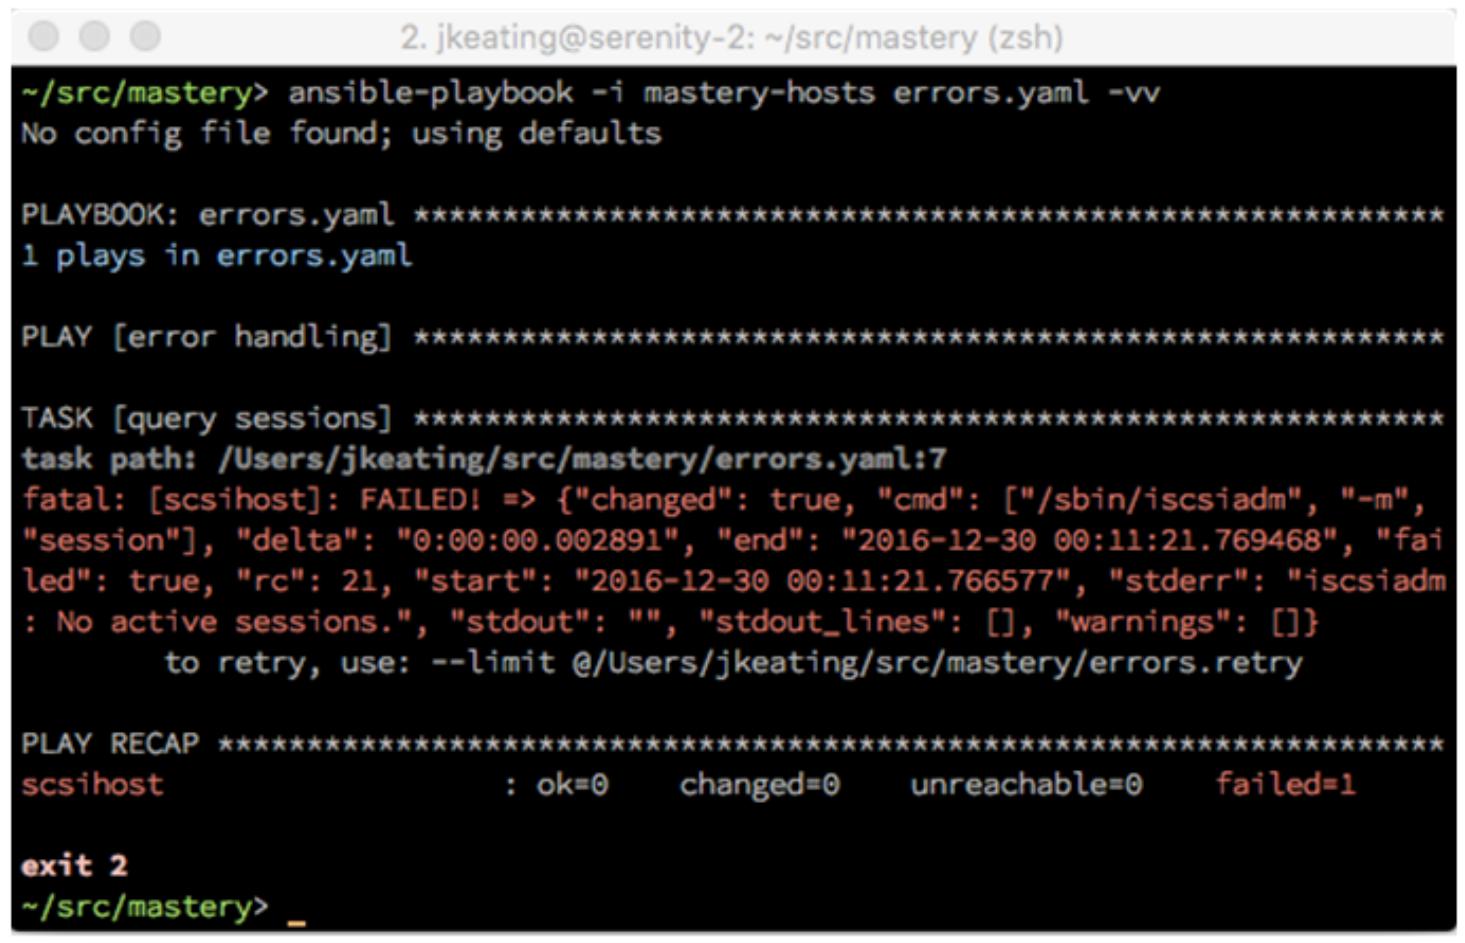 2. jkeating@serenity-2: ~/src/mastery (zsh)
~/src/mastery> ansible-playbook -i mastery-hosts errors.yaml -vv
No config file found; using defaults
PLAYBOOK: errors.yaml **********************************************************
1 plays in errors.yaml
PLAY [error handling] **********************************************************
TASK [query sessions] **********************************************************
task path: /Users/jkeating/src/mastery/errors.yaml:7
fatal: [scsihost]: FAILED! => {"changed": true, "cmd": ["/sbin/iscsiadm", "-m",
"session"], "delta": "0:00:00.002891", "end": "2016-12-30 00:11:21.769468", "fai
led": true, "rc": 21, "start": "2016-12-30 00:11:21.766577", "stderr": "iscsiadm
: No active sessions.", "stdout": "", "stdout_lines": [], "warnings": []}
to retry, use: --limit @/Users/jkeating/src/mastery/errors.retry
PLAY RECAP *********************************************************************
scsihost : ok=0 changed=0 unreachable=0 failed=1
exit 2
~/src/mastery> _